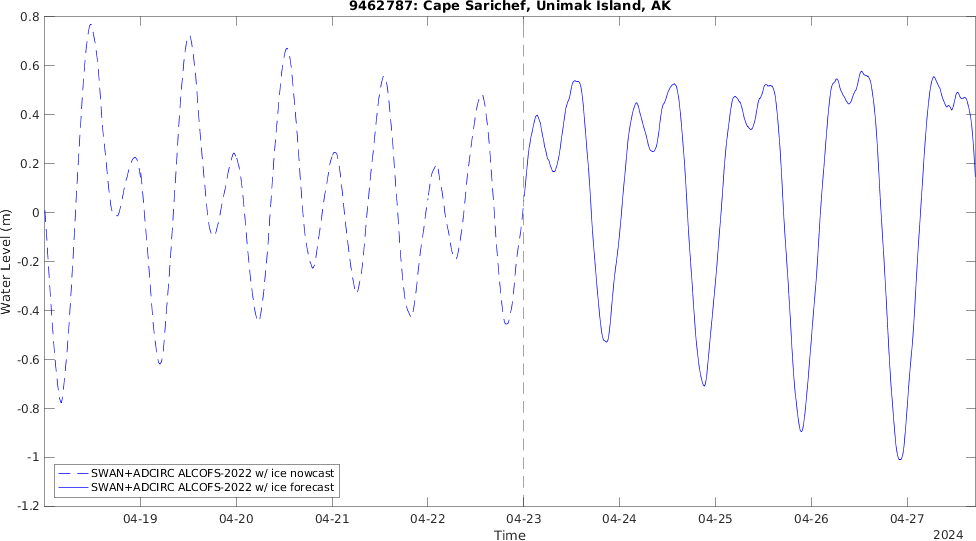 9462787: Cape Sarichef, Unimak Island, AK
0.8
0.6
0.4
0.2
0
-0.2
-0.4
-0.6
-0.8
-1
-1.2
Water Level (m)
SWAN+ADCIRC ALCOFS-2022 w/ ice nowcast
SWAN+ADCIRC ALCOFS-2022 w/ ice forecast
04-19 04-20 04-21 04-22 04-23 04-24 04-25 04-26 04-27
Time
2024